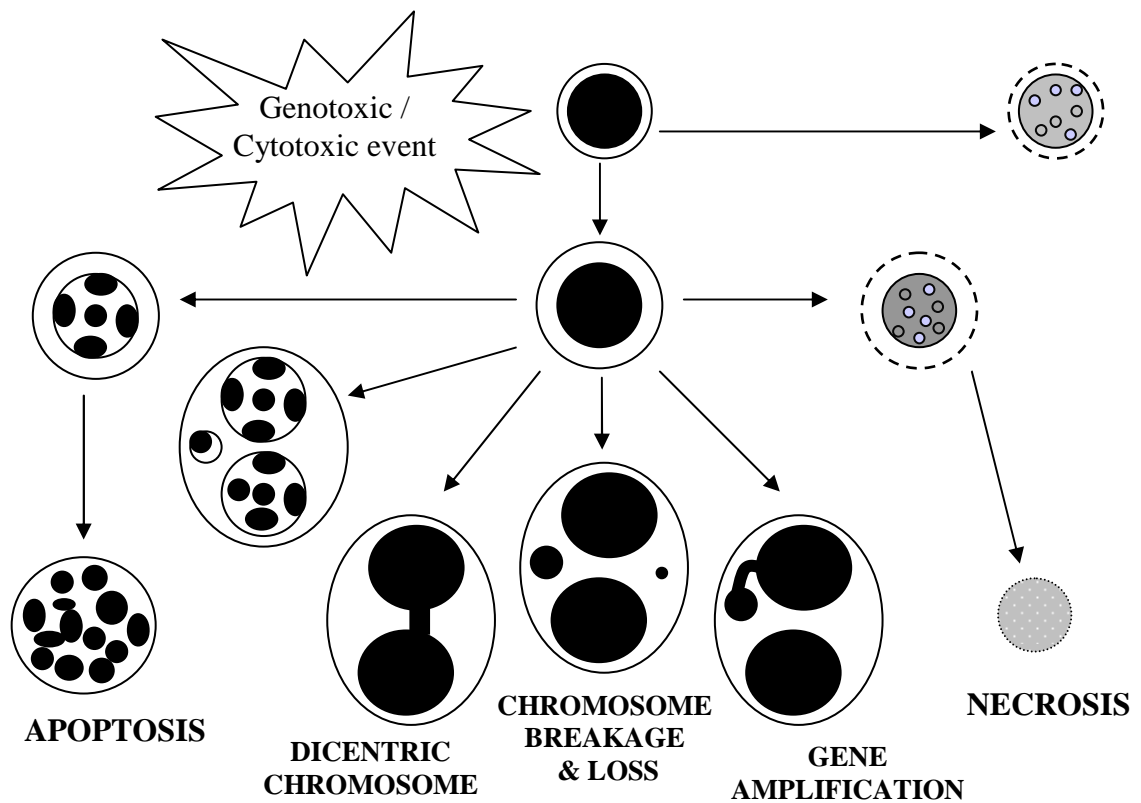 Genotoxic /
Cytotoxic event
APOPTOSIS
DICENTRIC
CHROMOSOME
CHROMOSOME
BREAKAGE
& LOSS
GENE
AMPLIFICATION
NECROSIS